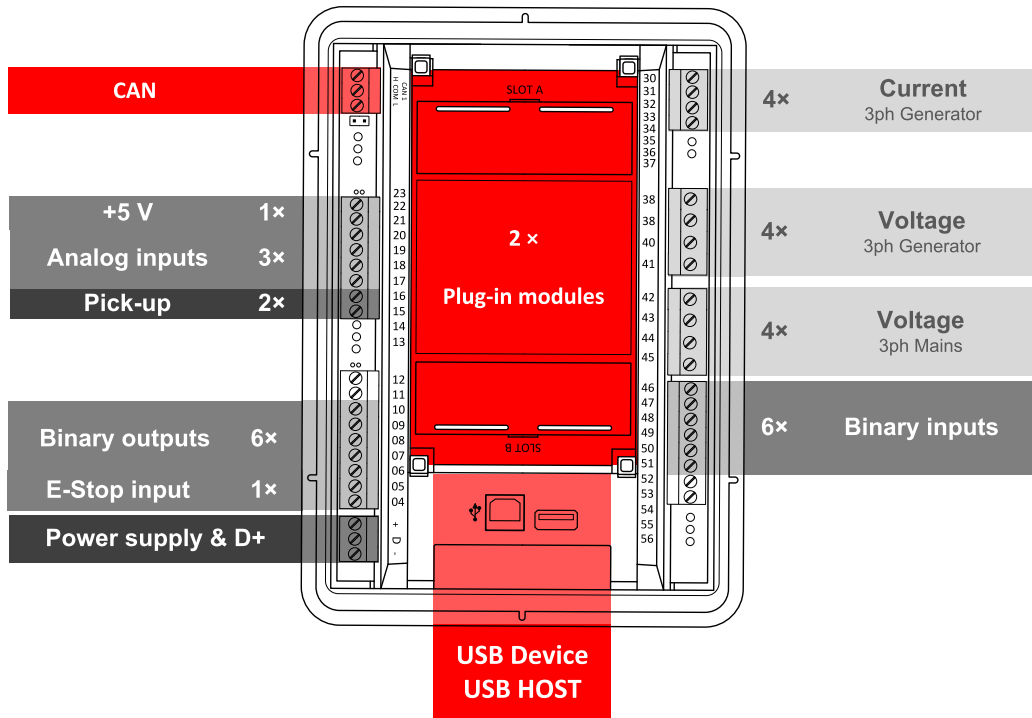 CAN
CAN 1
H COM L
+5 V 1×
Analog inputs 3×
Pick-up 2×
Binary outputs 6×
E-Stop input 1×
Power supply & D+
23
22
21
20
19
18
17
16
15
14
13
12
11
10
09
08
07
06
05
04
+
D
-
SLOT A
2 ×
Plug-in modules
SLOT B
USB Device
USB HOST
30
31
32
33
34
35
36
37
38
38
40
41
42
43
44
45
46
47
48
49
50
51
52
53
54
55
56
4× Current
3ph Generator
4× Voltage
3ph Generator
4× Voltage
3ph Mains
6× Binary inputs